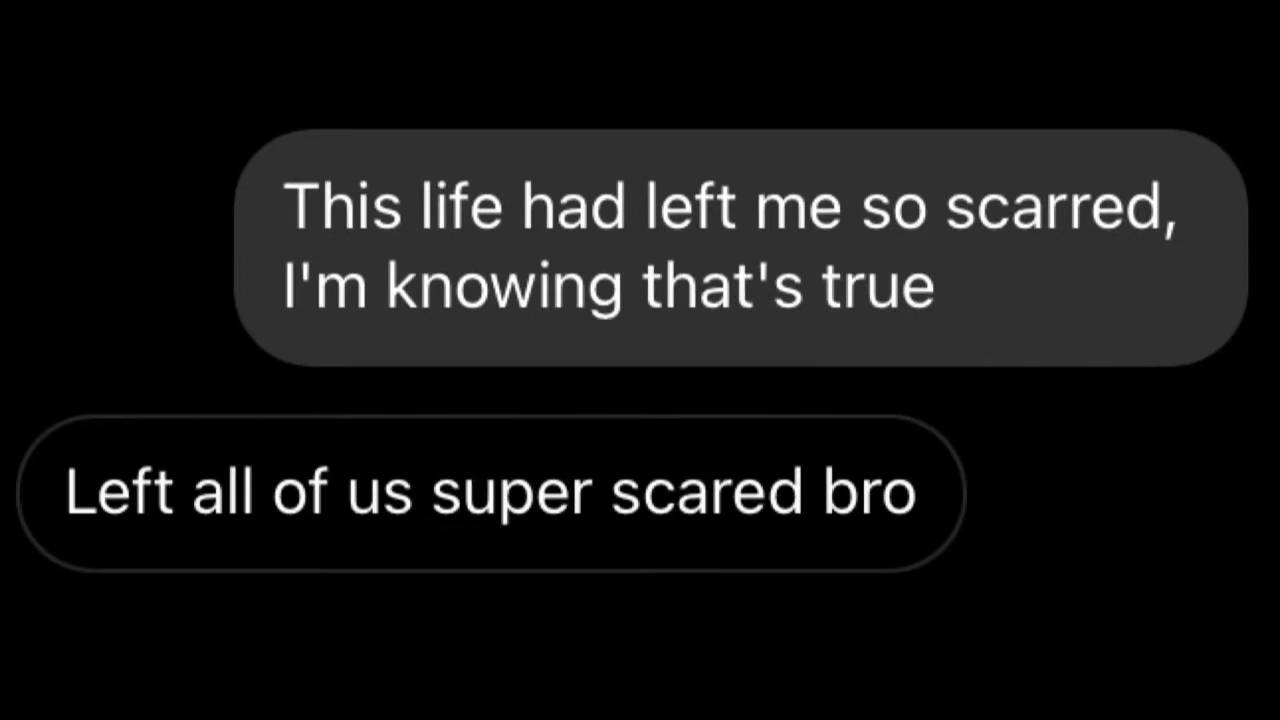 This life had left me so scarred,
I'm knowing that's true
Left all of us super scared bro